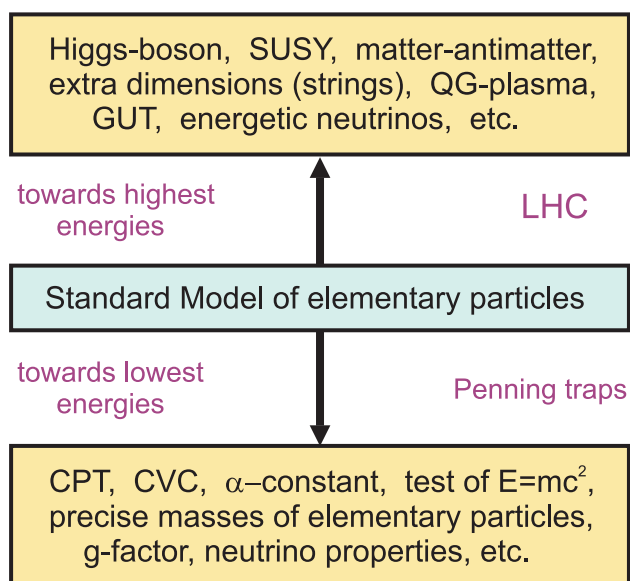 Higgs-boson, SUSY, matter-antimatter,
extra dimensions (strings), QG-plasma,
GUT, energetic neutrinos, etc.
towards highest
energies
LHC
Standard Model of elementary particles
towards lowest
energies
Penning traps
CPT, CVC, α−constant, test of E=mc²,
precise masses of elementary particles,
g-factor, neutrino properties, etc.